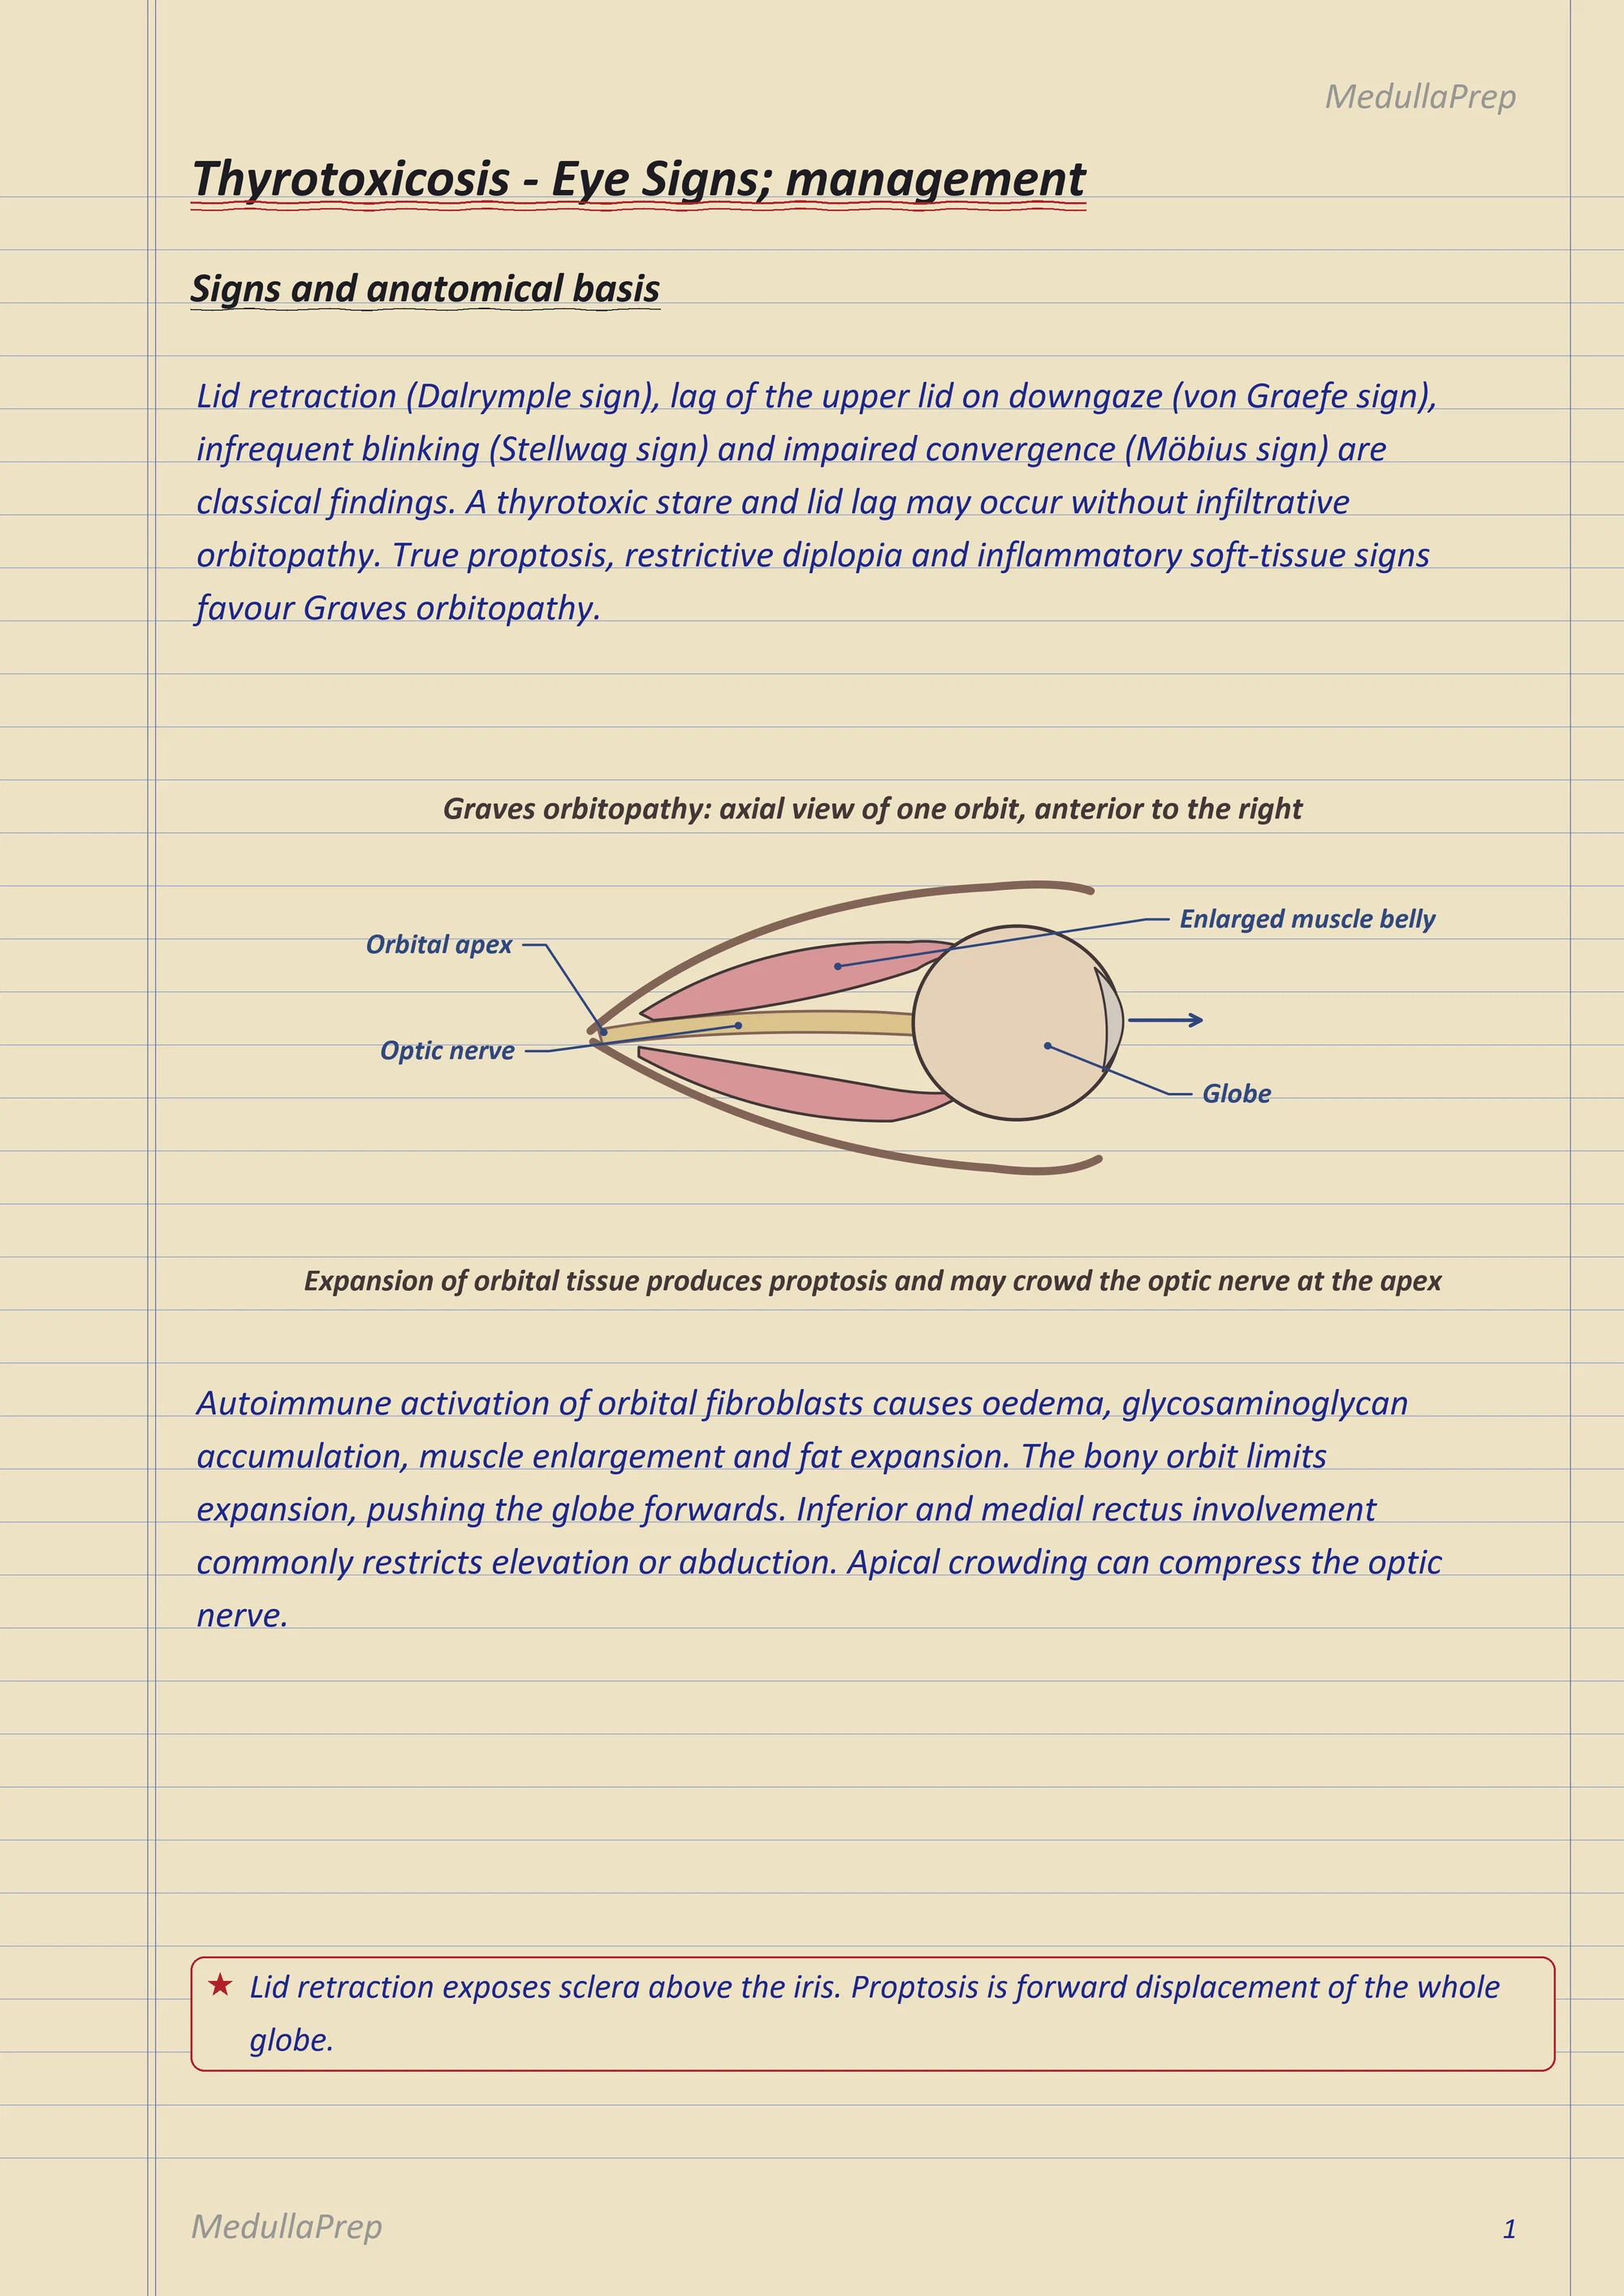 MedullaPrep
Thyrotoxicosis - Eye Signs; management
Signs and anatomical basis
Lid retraction (Dalrymple sign), lag of the upper lid on downgaze (von Graefe sign),
infrequent blinking (Stellwag sign) and impaired convergence (Möbius sign) are
classical findings. A thyrotoxic stare and lid lag may occur without infiltrative
orbitopathy. True proptosis, restrictive diplopia and inflammatory soft-tissue signs
favour Graves orbitopathy.
Graves orbitopathy: axial view of one orbit, anterior to the right
Enlarged muscle belly
Orbital apex
Optic nerve
Globe
Expansion of orbital tissue produces proptosis and may crowd the optic nerve at the apex
Autoimmune activation of orbital fibroblasts causes oedema, glycosaminoglycan
accumulation, muscle enlargement and fat expansion. The bony orbit limits
expansion, pushing the globe forwards. Inferior and medial rectus involvement
commonly restricts elevation or abduction. Apical crowding can compress the optic
nerve.
★ Lid retraction exposes sclera above the iris. Proptosis is forward displacement of the whole
globe.
MedullaPrep
1